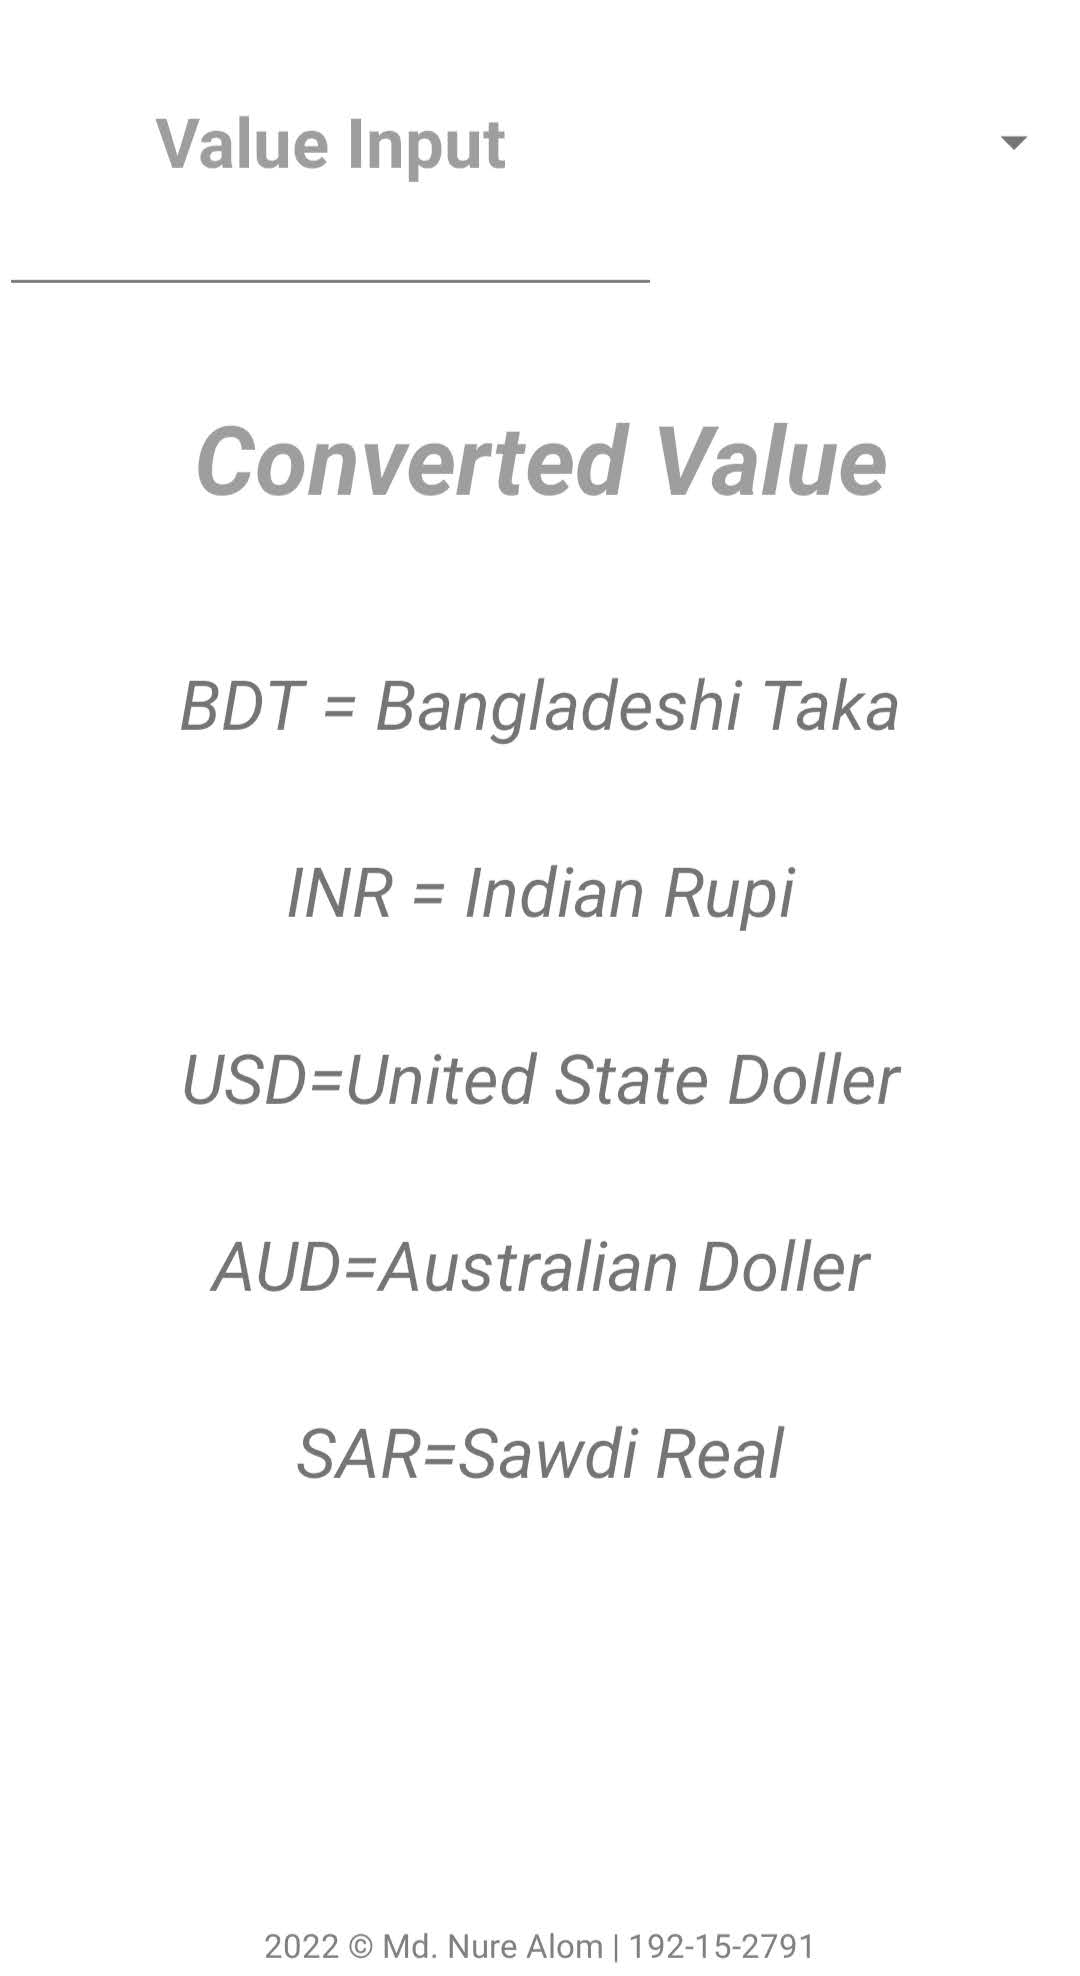 Value Input
Converted Value
BDT = Bangladeshi Taka
INR = Indian Rupi
USD=United State Doller
AUD=Australian Doller
SAR=Sawdi Real
2022 © Md. Nure Alom | 192-15-2791